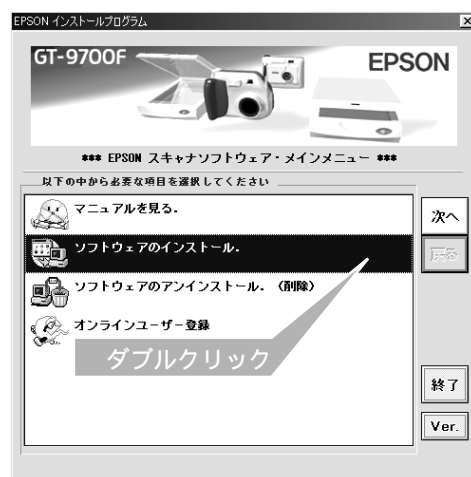 EPSON インストールプログラム
GT-9700F
EPSON
*** EPSON スキャナソフトウェア・メインメニュー ***
以下の中から必要な項目を選択してください
マニュアルを見る.
次へ
ソフトウェアのインストール.
戻る
ソフトウェアのアンインストール. (削除)
オンラインユーザー登録
ダブルクリック
終了
Ver.